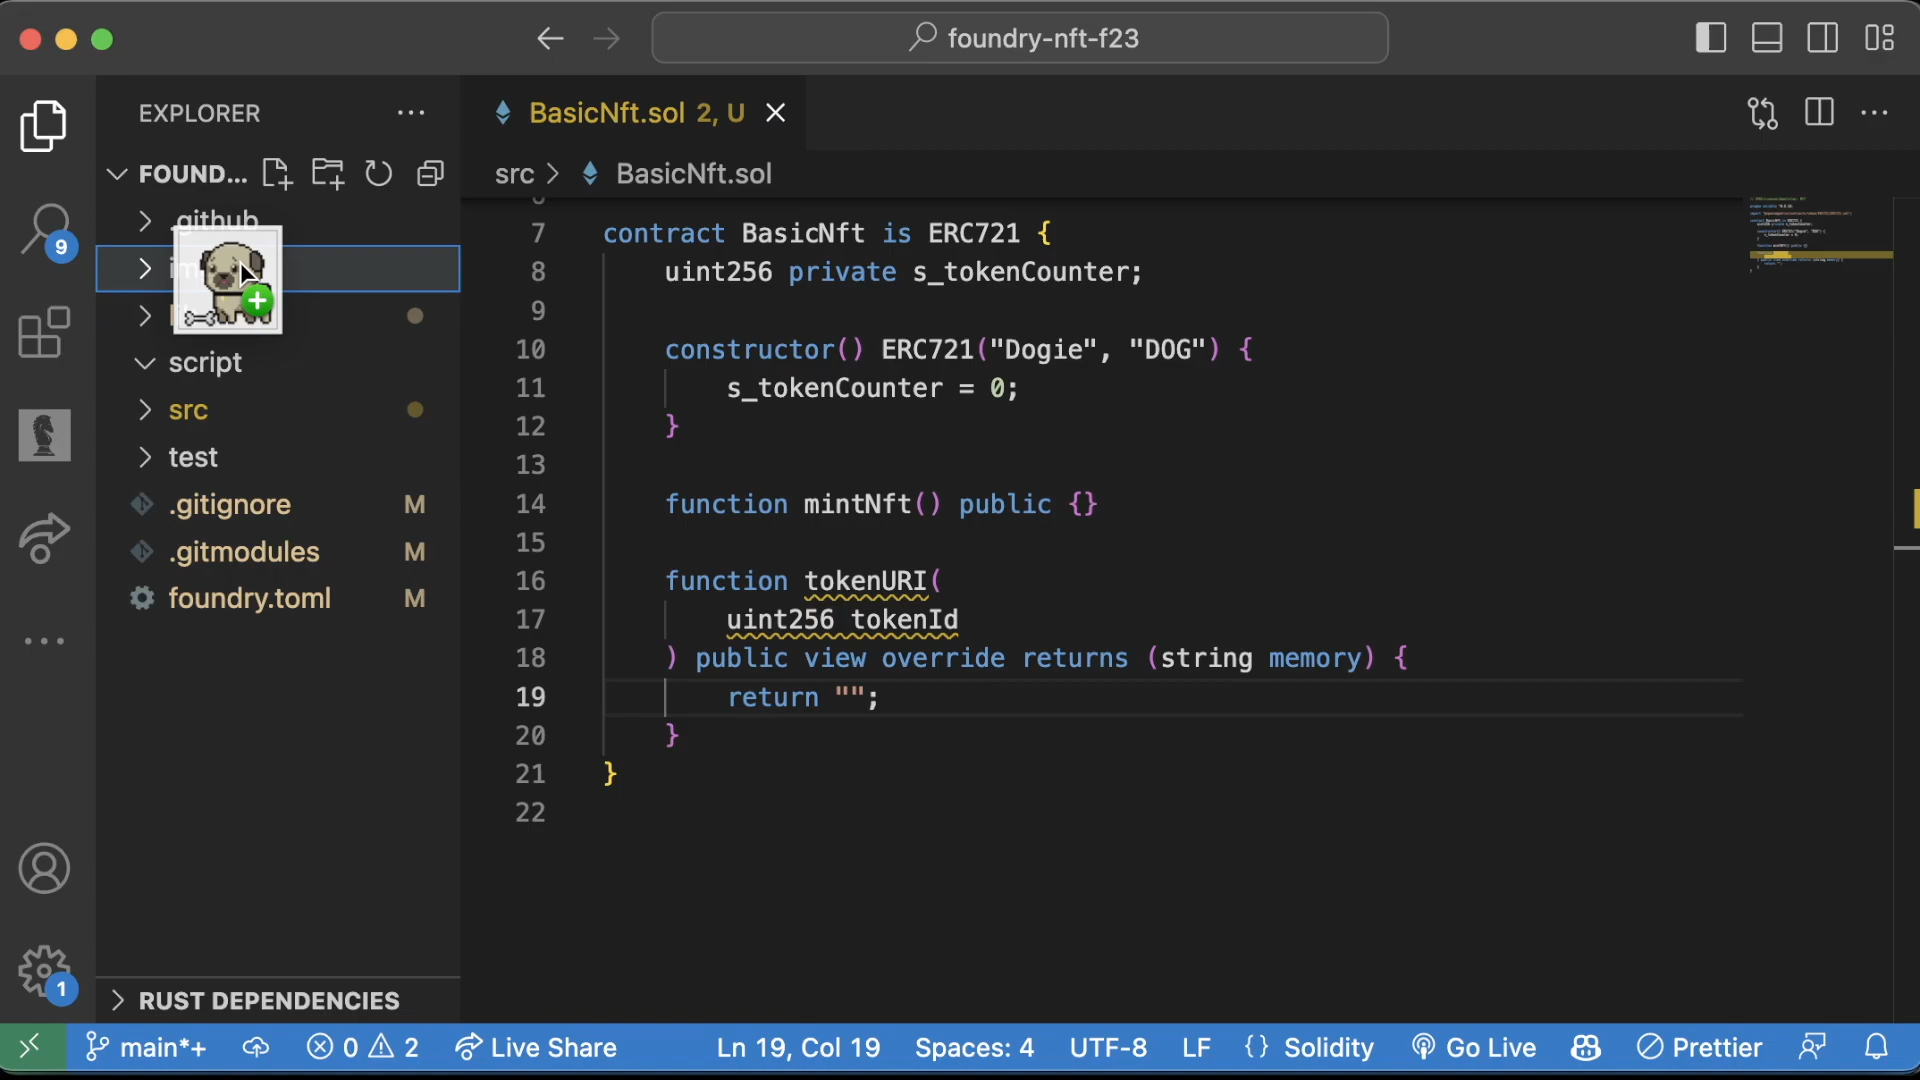 foundry-nft-f23
EXPLORER
BasicNft.sol 2, U
FOUND...
src > BasicNft.sol
.github
script
src
test
.gitignore M
.gitmodules M
foundry.toml M
RUST DEPENDENCIES
7 contract BasicNft is ERC721 {
8 uint256 private s_tokenCounter;
9
10 constructor() ERC721("Dogie", "DOG") {
11 s_tokenCounter = 0;
12 }
13
14 function mintNft() public {}
15
16 function tokenURI(
17 uint256 tokenId
18 ) public view override returns (string memory) {
19 return "";
20 }
21 }
22
9
1
main*+ 0 2 Live Share Ln 19, Col 19 Spaces: 4 UTF-8 LF {} Solidity Go Live Prettier